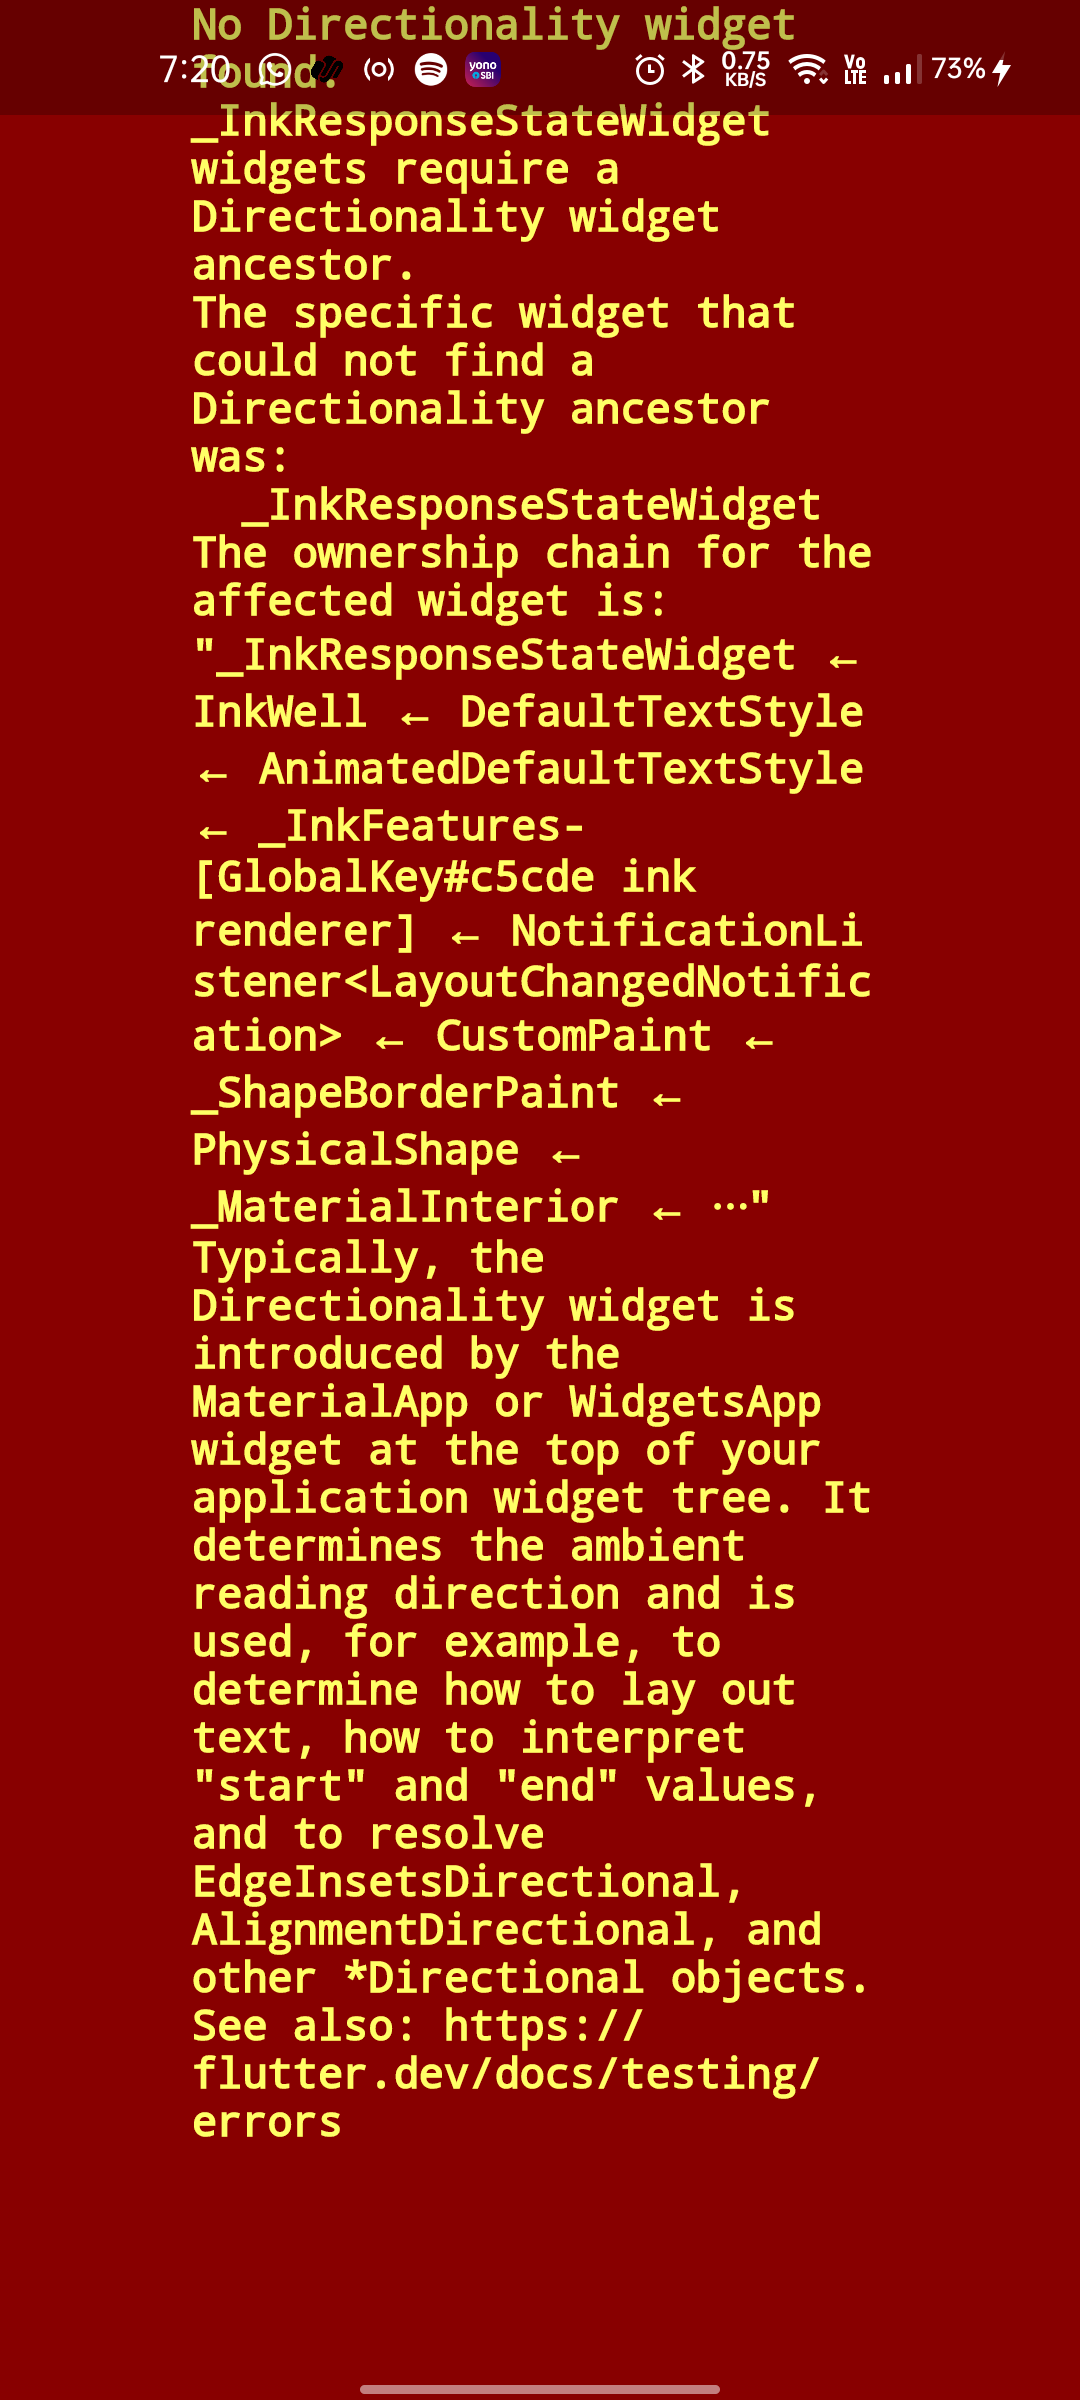 No Directionality widget
found.
7:20
yono
SBI
0.75
KB/S
Vo
LTE
73%
_InkResponseStateWidget
widgets require a
Directionality widget
ancestor.
The specific widget that
could not find a
Directionality ancestor
was:
_InkResponseStateWidget
The ownership chain for the
affected widget is:
"_InkResponseStateWidget ←
InkWell ← DefaultTextStyle
← AnimatedDefaultTextStyle
← _InkFeatures-
[GlobalKey#c5cde ink
renderer] ← NotificationLi
stener<LayoutChangedNotific
ation> ← CustomPaint ←
_ShapeBorderPaint ←
PhysicalShape ←
_MaterialInterior ← ⋯"
Typically, the
Directionality widget is
introduced by the
MaterialApp or WidgetsApp
widget at the top of your
application widget tree. It
determines the ambient
reading direction and is
used, for example, to
determine how to lay out
text, how to interpret
"start" and "end" values,
and to resolve
EdgeInsetsDirectional,
AlignmentDirectional, and
other *Directional objects.
See also: https://
flutter.dev/docs/testing/
errors